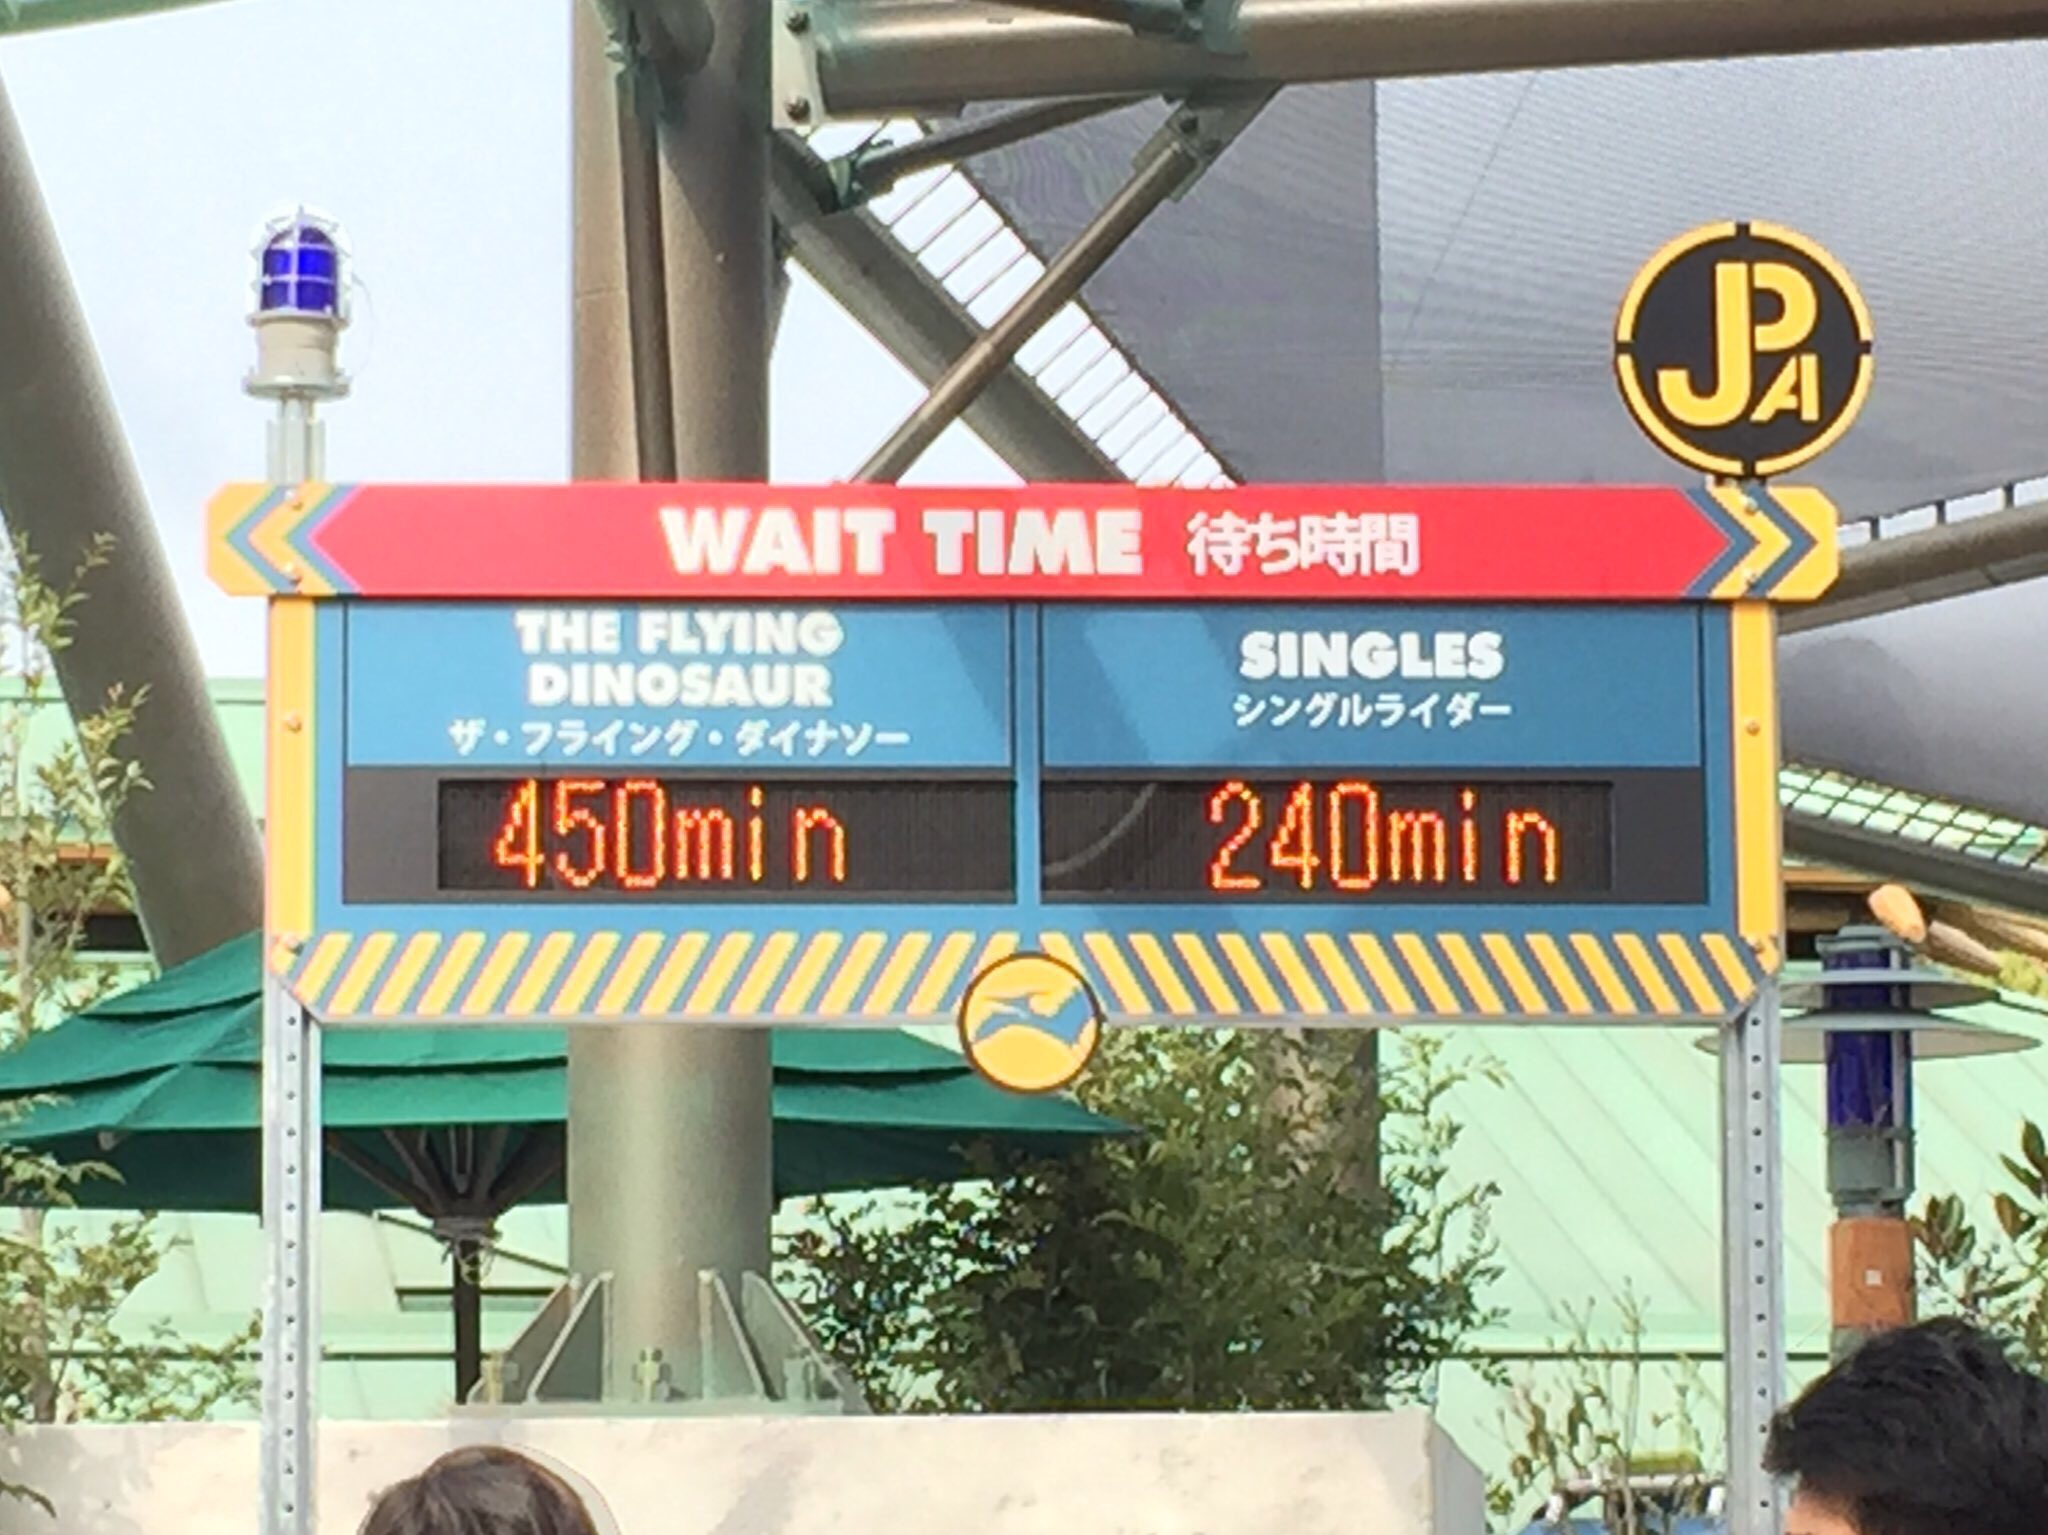 JPA
WAIT TIME 待ち時間
THE FLYING
DINOSAUR
ザ・フライング・ダイナソー
450min
SINGLES
シングルライダー
240min